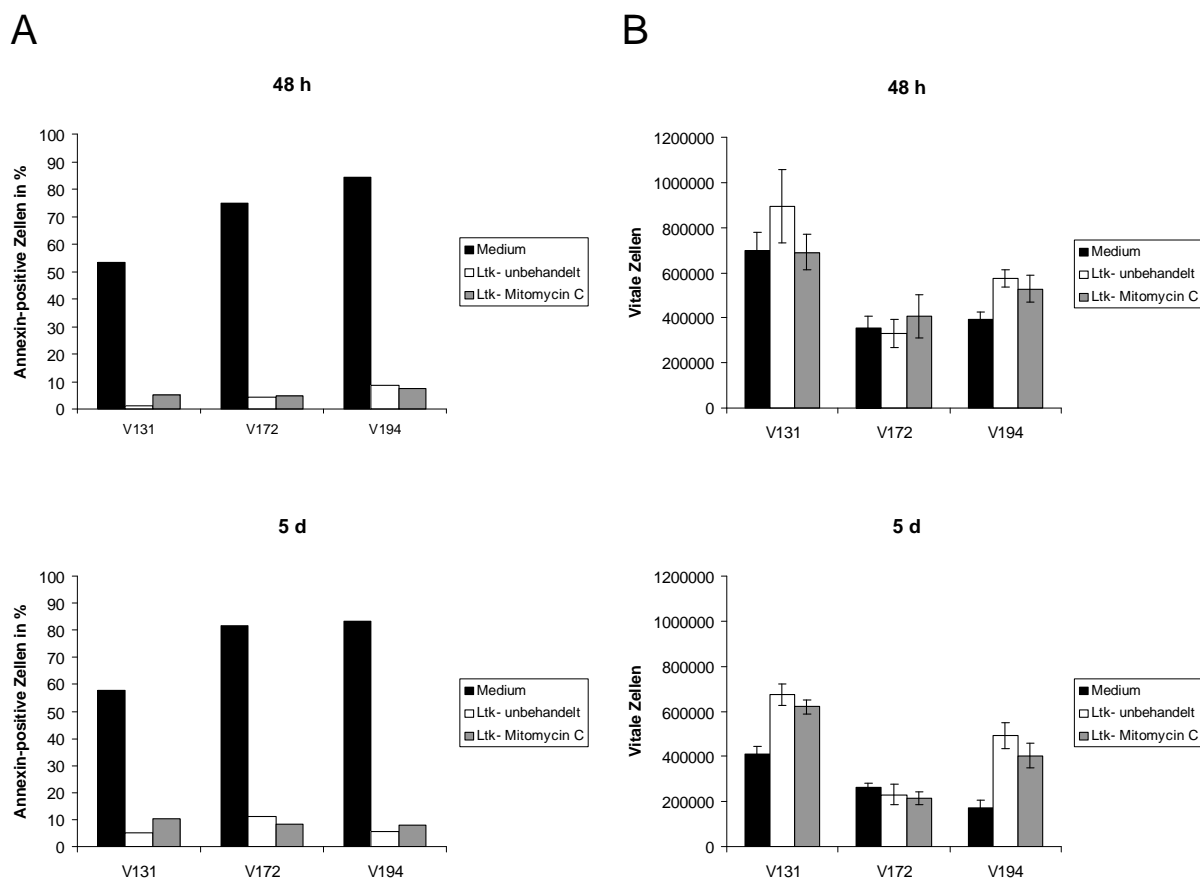 A
48 h
Annexin-positive Zellen in %
100
90
80
70
60
50
40
30
20
10
0
V131
V172
V194
Medium
Ltk- unbehandelt
Ltk- Mitomycin C
B
48 h
Vitale Zellen
1200000
1000000
800000
600000
400000
200000
0
V131
V172
V194
Medium
Ltk- unbehandelt
Ltk- Mitomycin C
5 d
Annexin-positive Zellen in %
100
90
80
70
60
50
40
30
20
10
0
V131
V172
V194
Medium
Ltk- unbehandelt
Ltk- Mitomycin C
5 d
Vitale Zellen
1200000
1000000
800000
600000
400000
200000
0
V131
V172
V194
Medium
Ltk- unbehandelt
Ltk- Mitomycin C